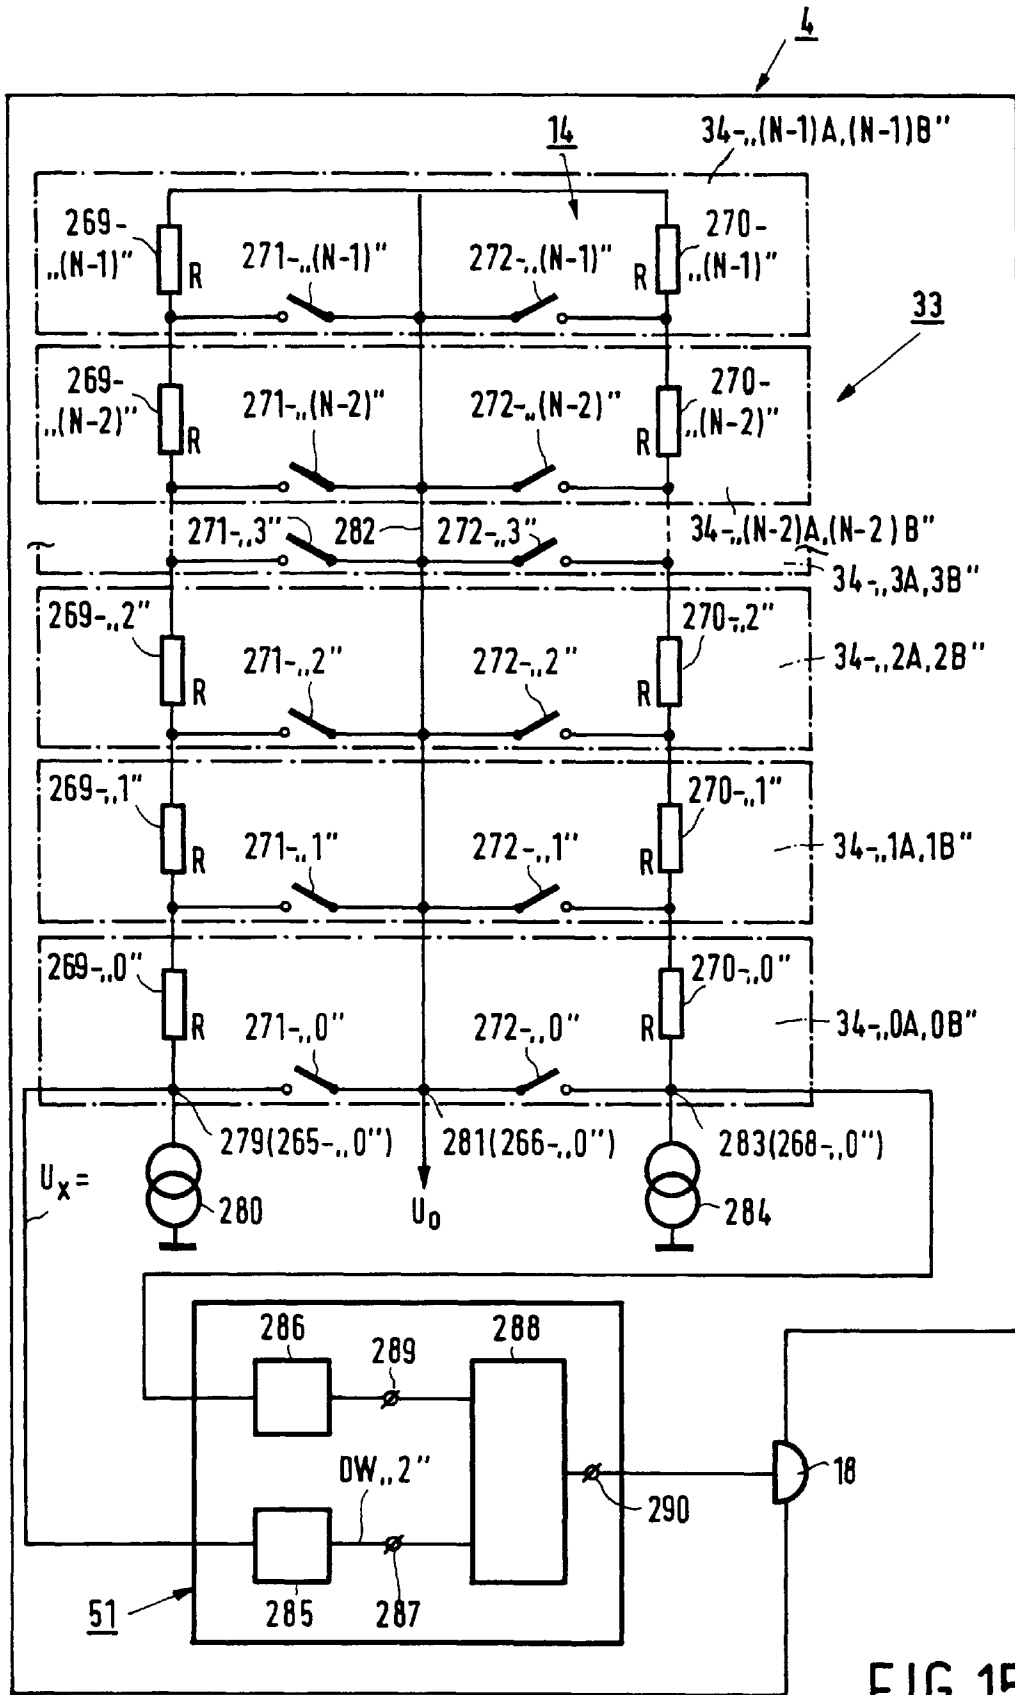 4
34-„(N-1)A,(N-1)B"
14
269-
„(N-1)"
R
271-„(N-1)"
272-„(N-1)"
R
270-
„(N-1)"
33
269-
„(N-2)"
R
271-„(N-2)"
272-„(N-2)"
R
270-
„(N-2)"
34-„(N-2)A,(N-2)B"
271-„3"
282
272-„3"
34-„3A,3B"
269-„2"
R
271-„2"
272-„2"
R
270-„2"
34-„2A,2B"
269-„1"
R
271-„1"
272-„1"
R
270-„1"
34-„1A,1B"
269-„0"
R
271-„0"
272-„0"
R
270-„0"
34-„0A,0B"
279(265-„0")
281(266-„0")
283(268-„0")
Ux=
280
U0
284
286
289
288
DW„2"
18
290
51
285
287
FIG.15